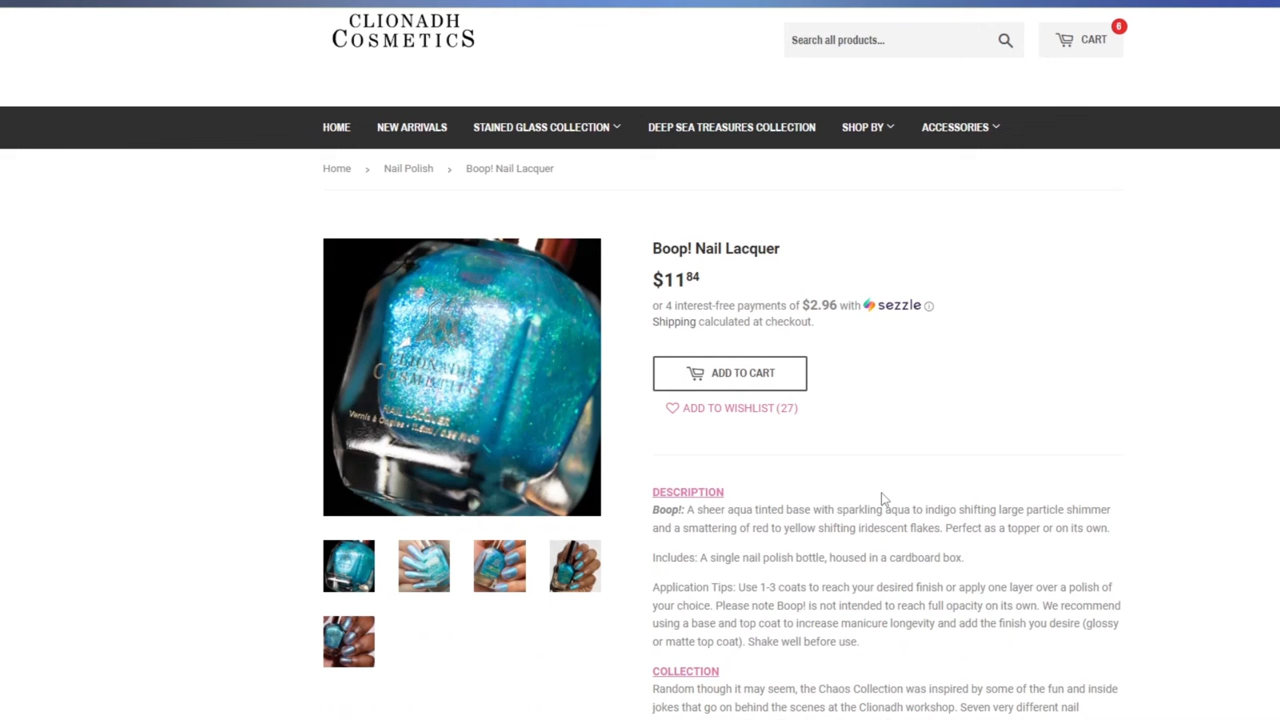 CLIONADH
COSMETICS
Search all products...
CART
6
HOME
NEW ARRIVALS
STAINED GLASS COLLECTION
DEEP SEA TREASURES COLLECTION
SHOP BY
ACCESSORIES
Home › Nail Polish › Boop! Nail Lacquer
CLIONADH
COSMETICS
NAIL LACQUER
Vernis à Ongles
Boop! Nail Lacquer
$11 84
or 4 interest-free payments of $2.96 with sezzle
Shipping calculated at checkout.
ADD TO CART
ADD TO WISHLIST (27)
DESCRIPTION
Boop!: A sheer aqua tinted base with sparkling aqua to indigo shifting large particle shimmer
and a smattering of red to yellow shifting iridescent flakes. Perfect as a topper or on its own.
Includes: A single nail polish bottle, housed in a cardboard box.
Application Tips: Use 1-3 coats to reach your desired finish or apply one layer over a polish of
your choice. Please note Boop! is not intended to reach full opacity on its own. We recommend
using a base and top coat to increase manicure longevity and add the finish you desire (glossy
or matte top coat). Shake well before use.
COLLECTION
Random though it may seem, the Chaos Collection was inspired by some of the fun and inside
jokes that go on behind the scenes at the Clionadh workshop. Seven very different nail